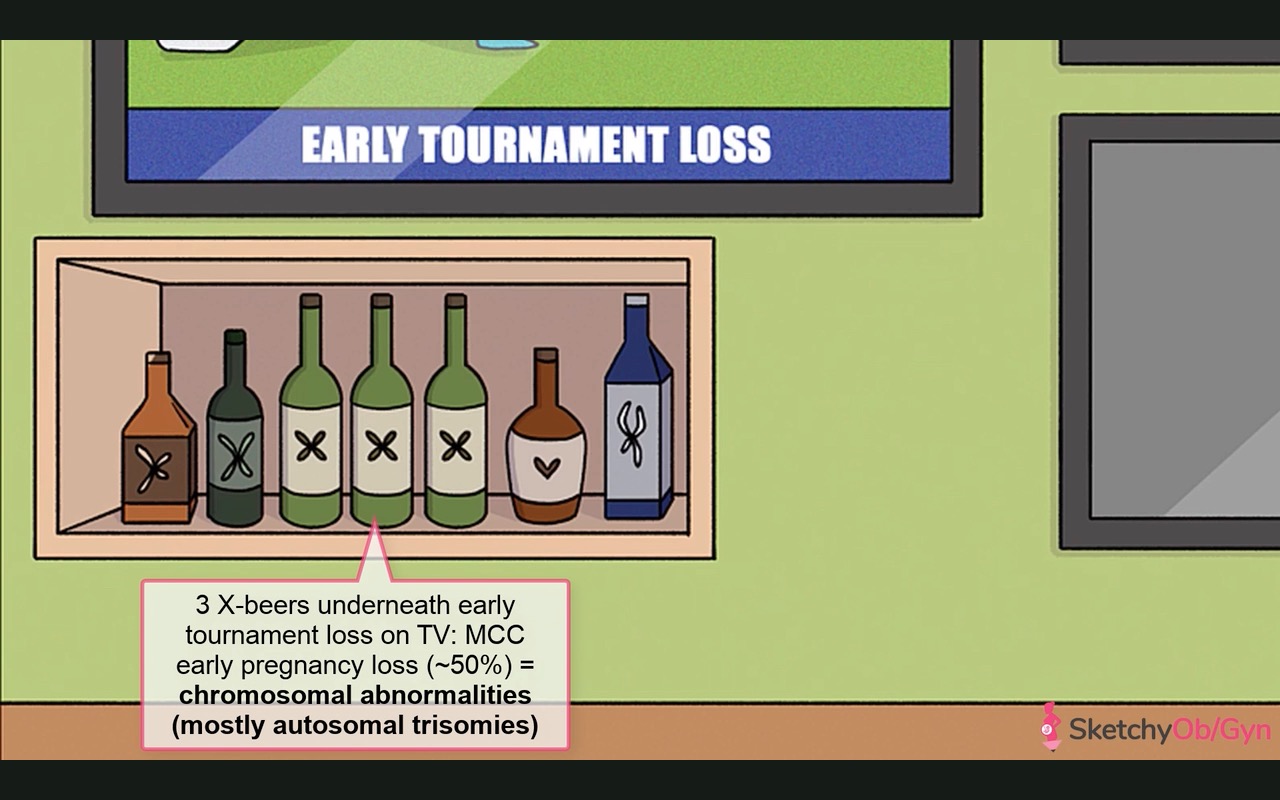 EARLY TOURNAMENT LOSS
3 X-beers underneath early
tournament loss on TV: MCC
early pregnancy loss (~50%) =
chromosomal abnormalities
(mostly autosomal trisomies)
SketchyOb/Gyn